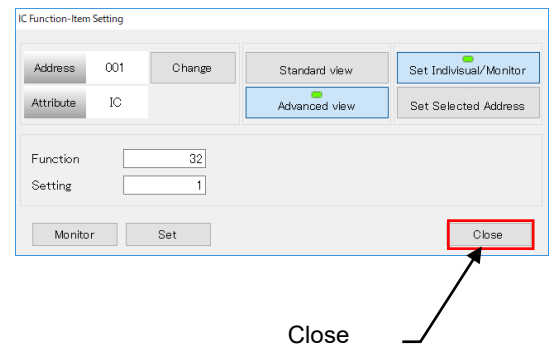 IC Function-Item Setting
Address 001 Change Standard view Set Indivisual/Monitor
Attribute IC Advanced view Set Selected Address
Function 32
Setting 1
Monitor Set Close
Close